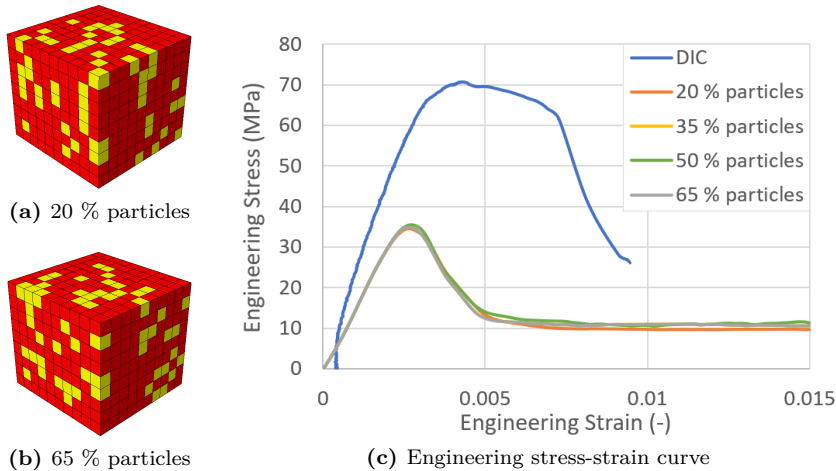 (a) 20 % particles
(b) 65 % particles
Engineering Stress (MPa)
80
70
60
50
40
30
20
10
0
0
0.005
0.01
0.015
Engineering Strain (-)
DIC
20 % particles
35 % particles
50 % particles
65 % particles
(c) Engineering stress-strain curve